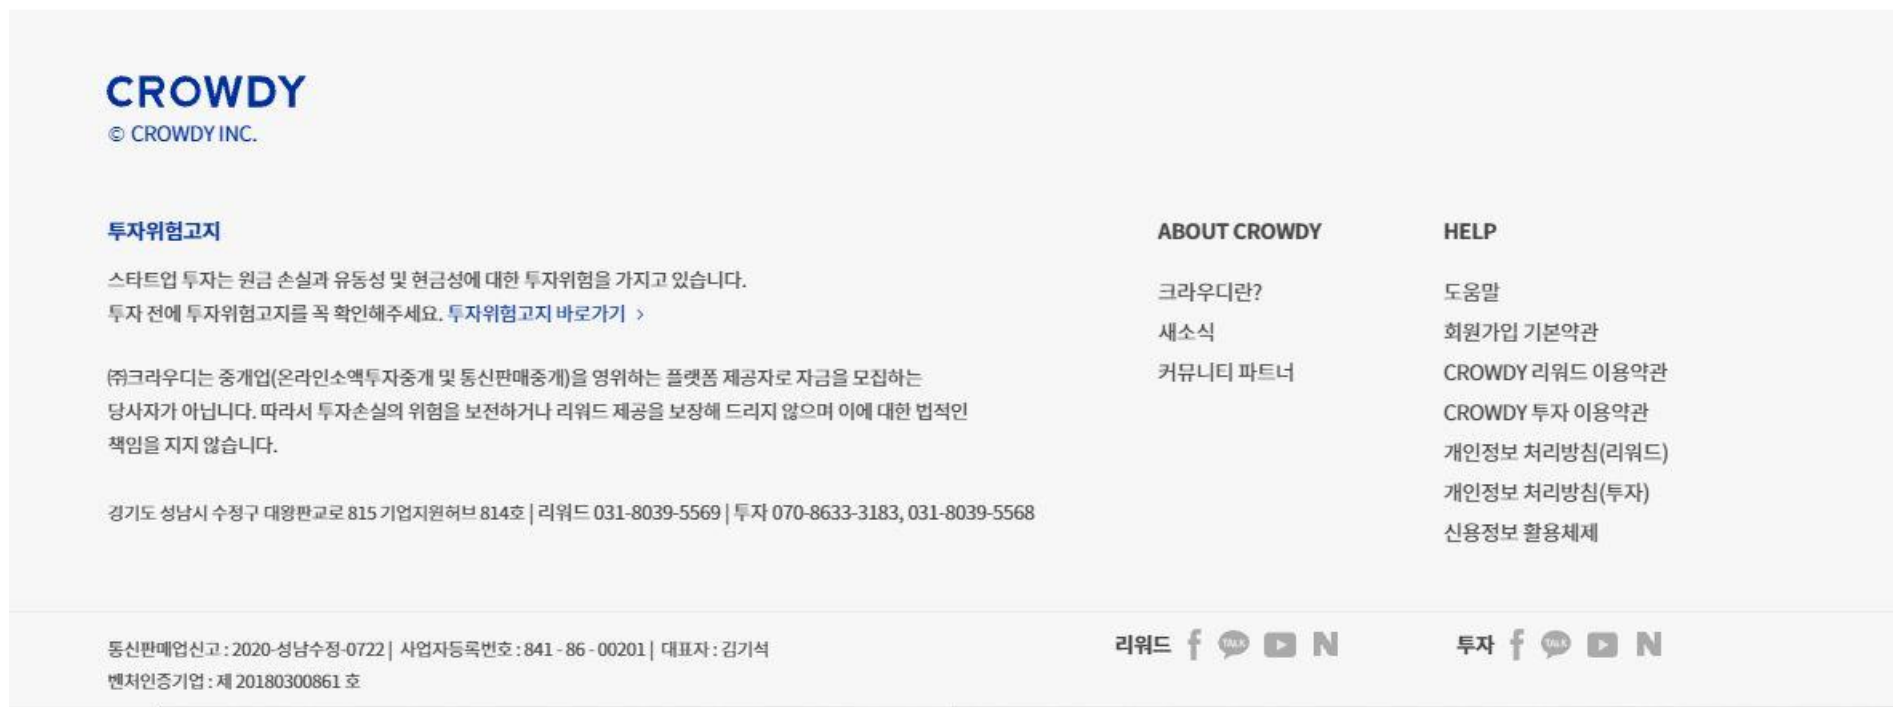 CROWDY
© CROWDY INC.
투자위험고지
스타트업 투자는 원금 손실과 유동성 및 현금성에 대한 투자위험을 가지고 있습니다.
투자 전에 투자위험고지를 꼭 확인해주세요. 투자위험고지 바로가기 >
㈜크라우디는 중개업(온라인소액투자중개 및 통신판매중개)을 영위하는 플랫폼 제공자로 자금을 모집하는
당사자가 아닙니다. 따라서 투자손실의 위험을 보전하거나 리워드 제공을 보장해 드리지 않으며 이에 대한 법적인
책임을 지지 않습니다.
경기도 성남시 수정구 대왕판교로 815 기업지원허브 814호 | 리워드 031-8039-5569 | 투자 070-8633-3183, 031-8039-5568
ABOUT CROWDY
크라우디란?
새소식
커뮤니티 파트너
HELP
도움말
회원가입 기본약관
CROWDY 리워드 이용약관
CROWDY 투자 이용약관
개인정보 처리방침(리워드)
개인정보 처리방침(투자)
신용정보 활용체제
통신판매업신고 : 2020-성남수정-0722 | 사업자등록번호 : 841 - 86 - 00201 | 대표자 : 김기석
벤처인증기업 : 제 20180300861 호
리워드 f TALK N
투자 f TALK N